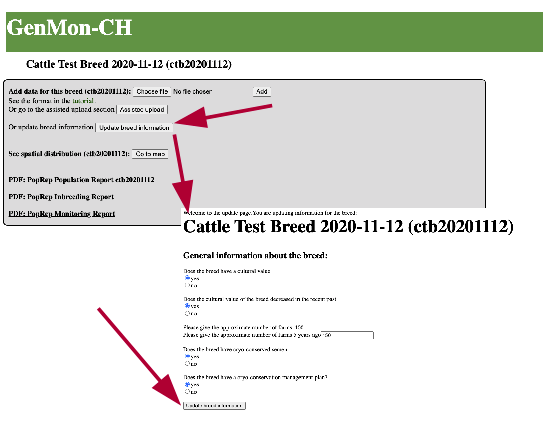 GenMon-CH
Cattle Test Breed 2020-11-12 (ctb20201112)
Add data for this breed (ctb20201112): Choose file No file chosen Add
See the format in the tutorial
Or go to the assisted upload section Assisted upload
Or update breed information Update breed information
See spatial distribution (ctb20201112): Go to map
PDF: PopRep Population Report ctb20201112
PDF: PopRep Inbreeding Report
PDF: PopRep Monitoring Report
Welcome to the update page. You are updating information for the breed:
Cattle Test Breed 2020-11-12 (ctb20201112)
General information about the breed:
Does the breed have a cultural value
yes
no
Does the cultural value of the breed decreased in the recent past
yes
no
Please give the approximate number of farms
Please give the approximate number of farms 5 years ago
Does the breed have cryo-conserved semen
yes
no
Does the breed have a cryo-conservation management plan?
yes
no
Update breed information